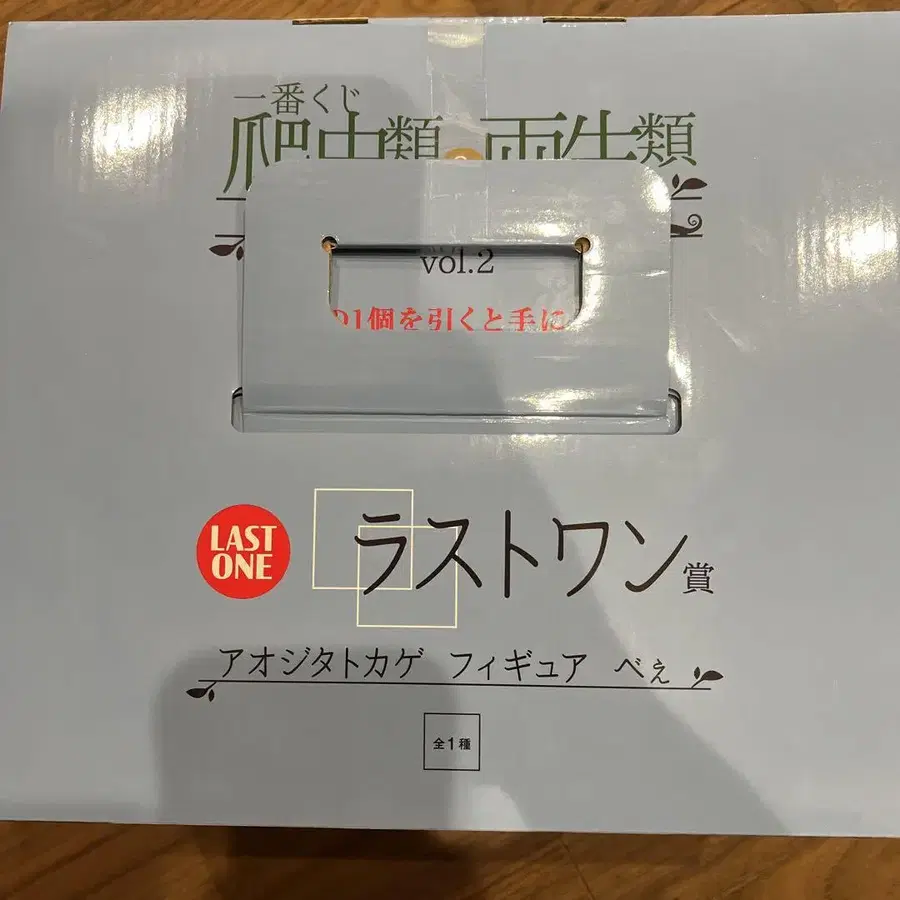 一番くじ
爬虫類 両生類
vol.2
1個を引くと手に
LAST
ONE
ラストワン賞
アオジタトカゲ フィギュア べぇ
全1種